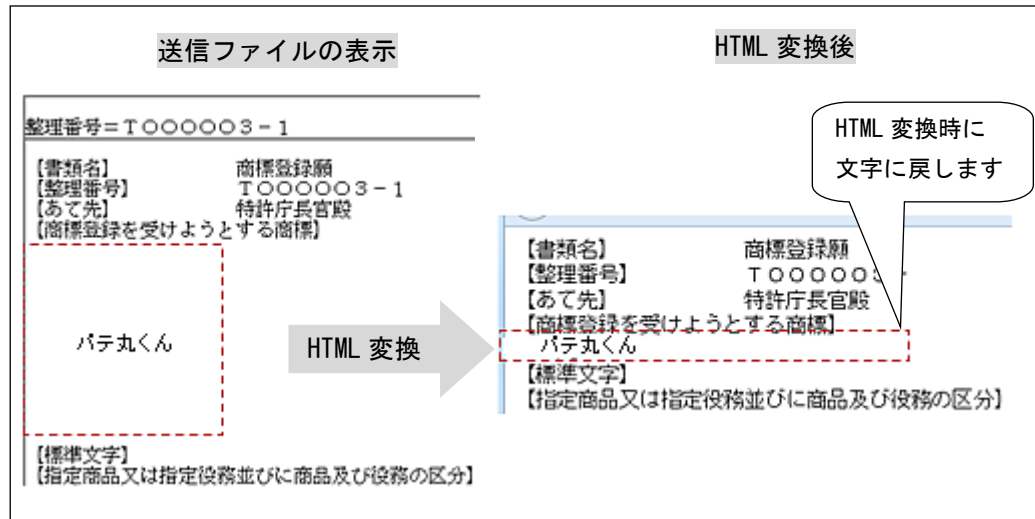 送信ファイルの表示
整理番号=T○○○○○3-1
【書類名】 商標登録願
【整理番号】 T○○○○○3-1
【あて先】 特許庁長官殿
【商標登録を受けようとする商標】
パテ丸くん
【標準文字】
【指定商品又は指定役務並びに商品及び役務の区分】
HTML 変換
HTML 変換後
HTML 変換時に
文字に戻します
【書類名】 商標登録願
【整理番号】 T○○○○○3-
【あて先】 特許庁長官殿
【商標登録を受けようとする商標】
パテ丸くん
【標準文字】
【指定商品又は指定役務並びに商品及び役務の区分】